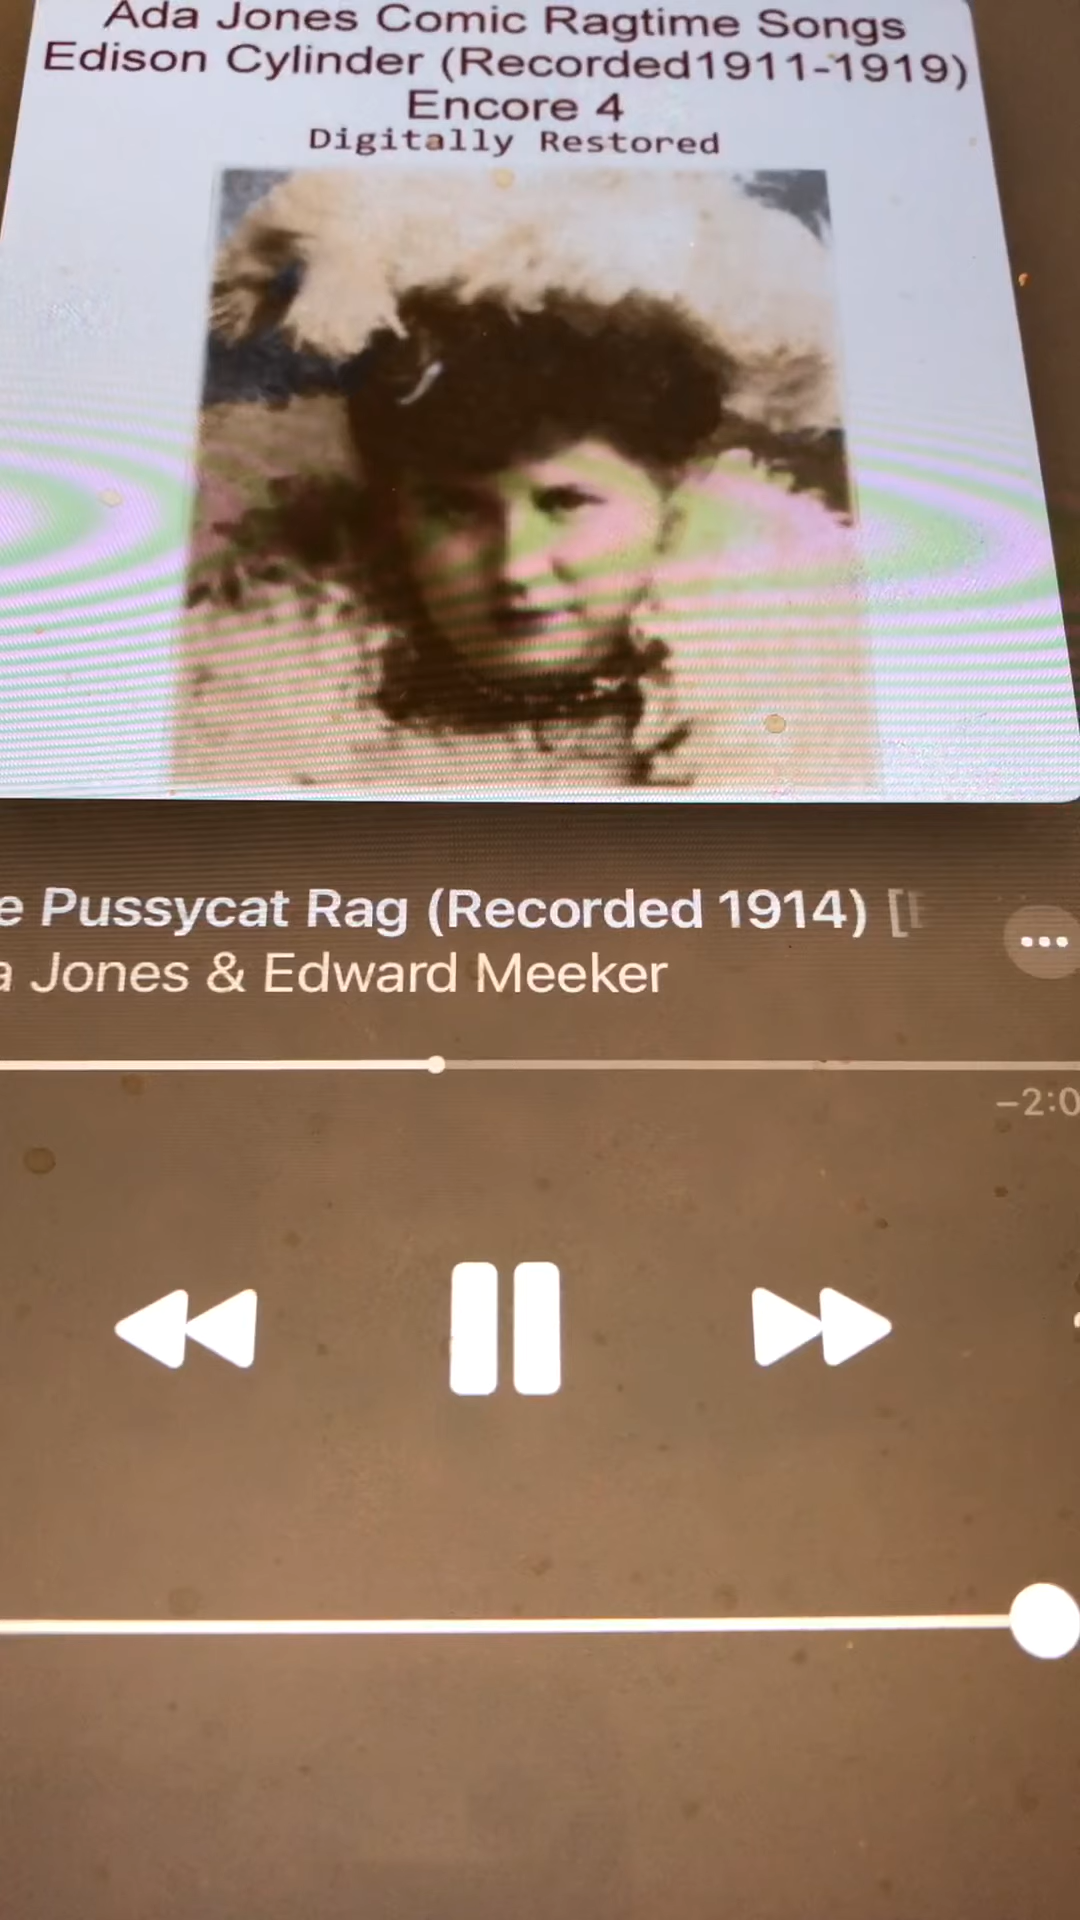 Ada Jones Comic Ragtime Songs
Edison Cylinder (Recorded1911-1919)
Encore 4
Digitally Restored
e Pussycat Rag (Recorded 1914) [
a Jones & Edward Meeker
-2:0